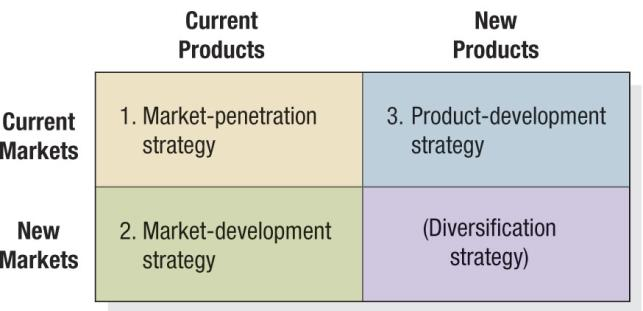 Current
Products
New
Products
Current
Markets
1. Market-penetration
strategy
3. Product-development
strategy
New
Markets
2. Market-development
strategy
(Diversification
strategy)